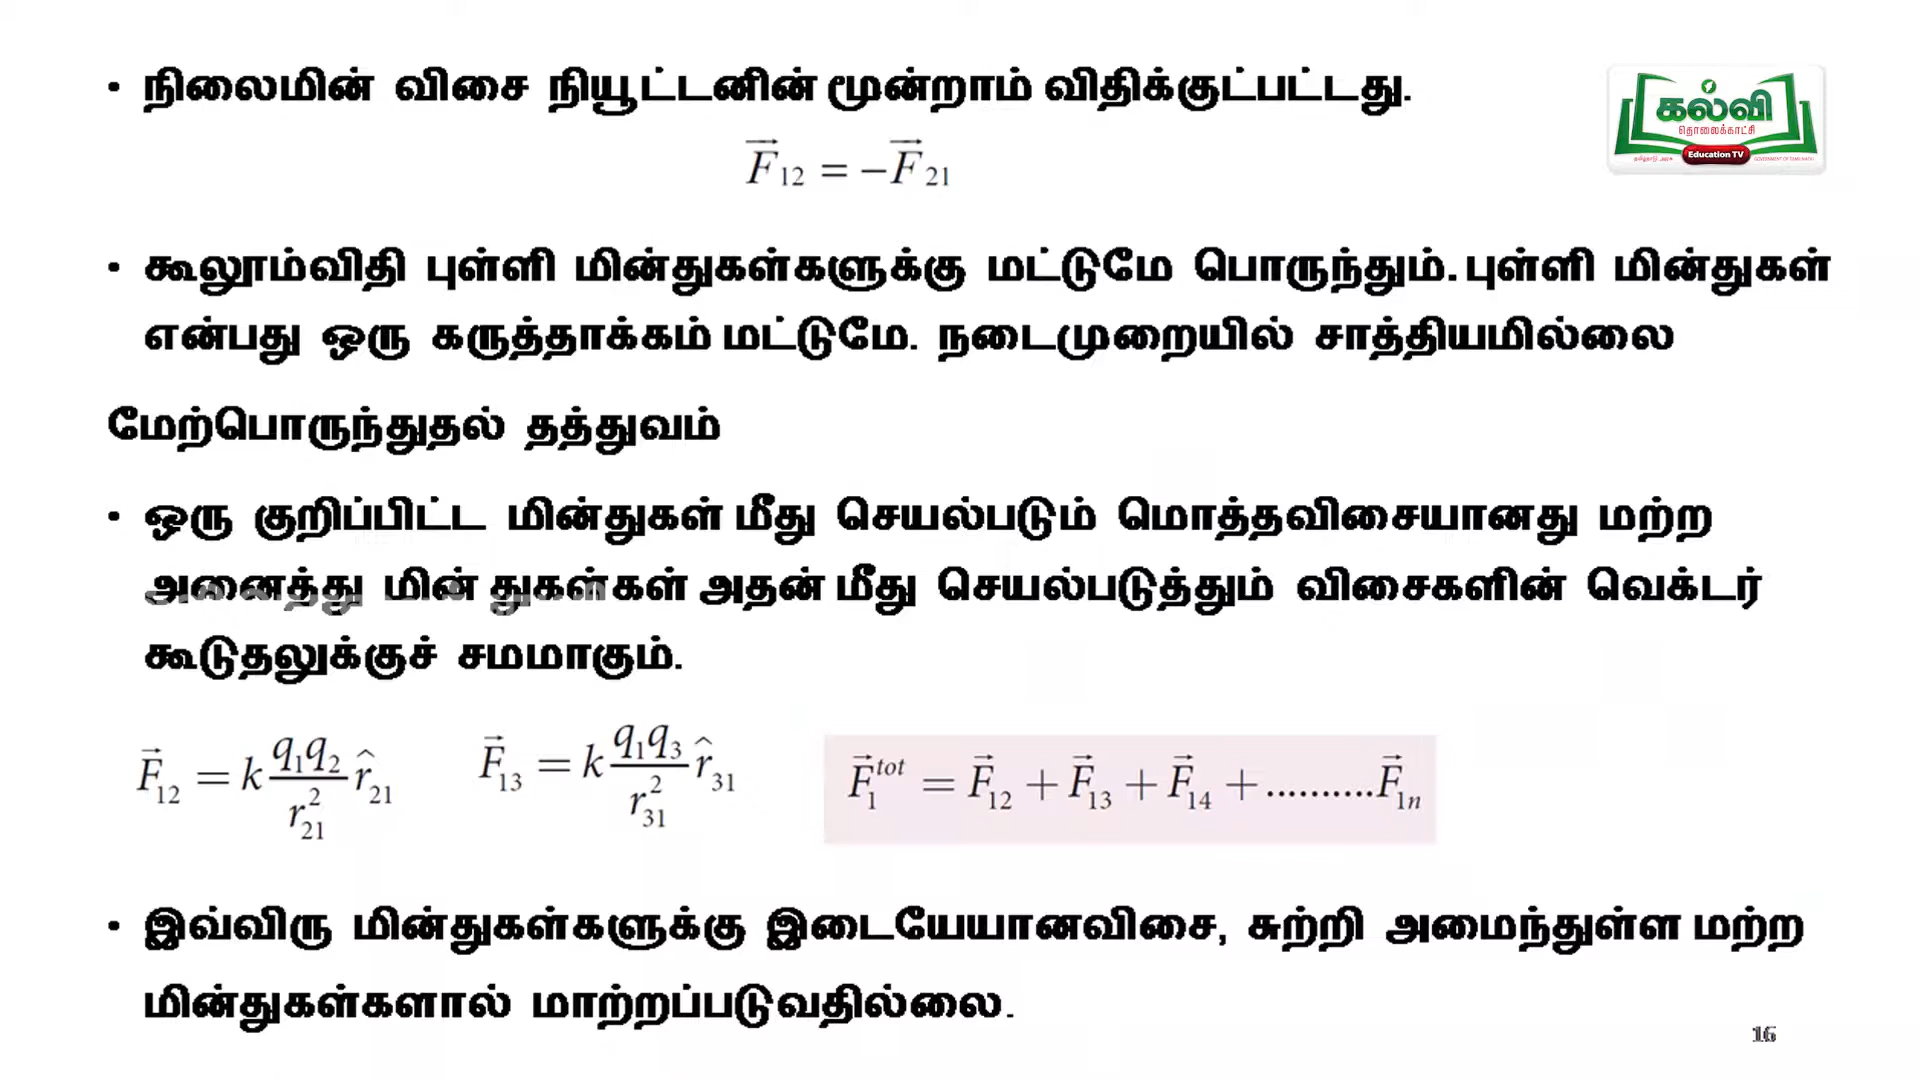 • நிலைமின் விசை நியூட்டனின் மூன்றாம் விதிக்குட்பட்டது.
கல்வி
தொலைக்காட்சி
Education TV
F⃗₁₂ = −F⃗₂₁
• கூலூம்விதி புள்ளி மின்துகள்களுக்கு மட்டுமே பொருந்தும். புள்ளி மின்துகள்
என்பது ஒரு கருத்தாக்கம் மட்டுமே. நடைமுறையில் சாத்தியமில்லை
மேற்பொருந்துதல் தத்துவம்
• ஒரு குறிப்பிட்ட மின்துகள் மீது செயல்படும் மொத்தவிசையானது மற்ற
அனைத்து மின் துகள்கள் அதன் மீது செயல்படுத்தும் விசைகளின் வெக்டர்
கூடுதலுக்குச் சமமாகும்.
F⃗₁₂ = k q₁q₂/r₂₁² r̂₂₁ F⃗₁₃ = k q₁q₃/r₃₁² r̂₃₁ F⃗₁ᵗᵒᵗ = F⃗₁₂ + F⃗₁₃ + F⃗₁₄ + ..........F⃗₁ₙ
• இவ்விரு மின்துகள்களுக்கு இடையேயானவிசை, சுற்றி அமைந்துள்ள மற்ற
மின்துகள்களால் மாற்றப்படுவதில்லை.
16